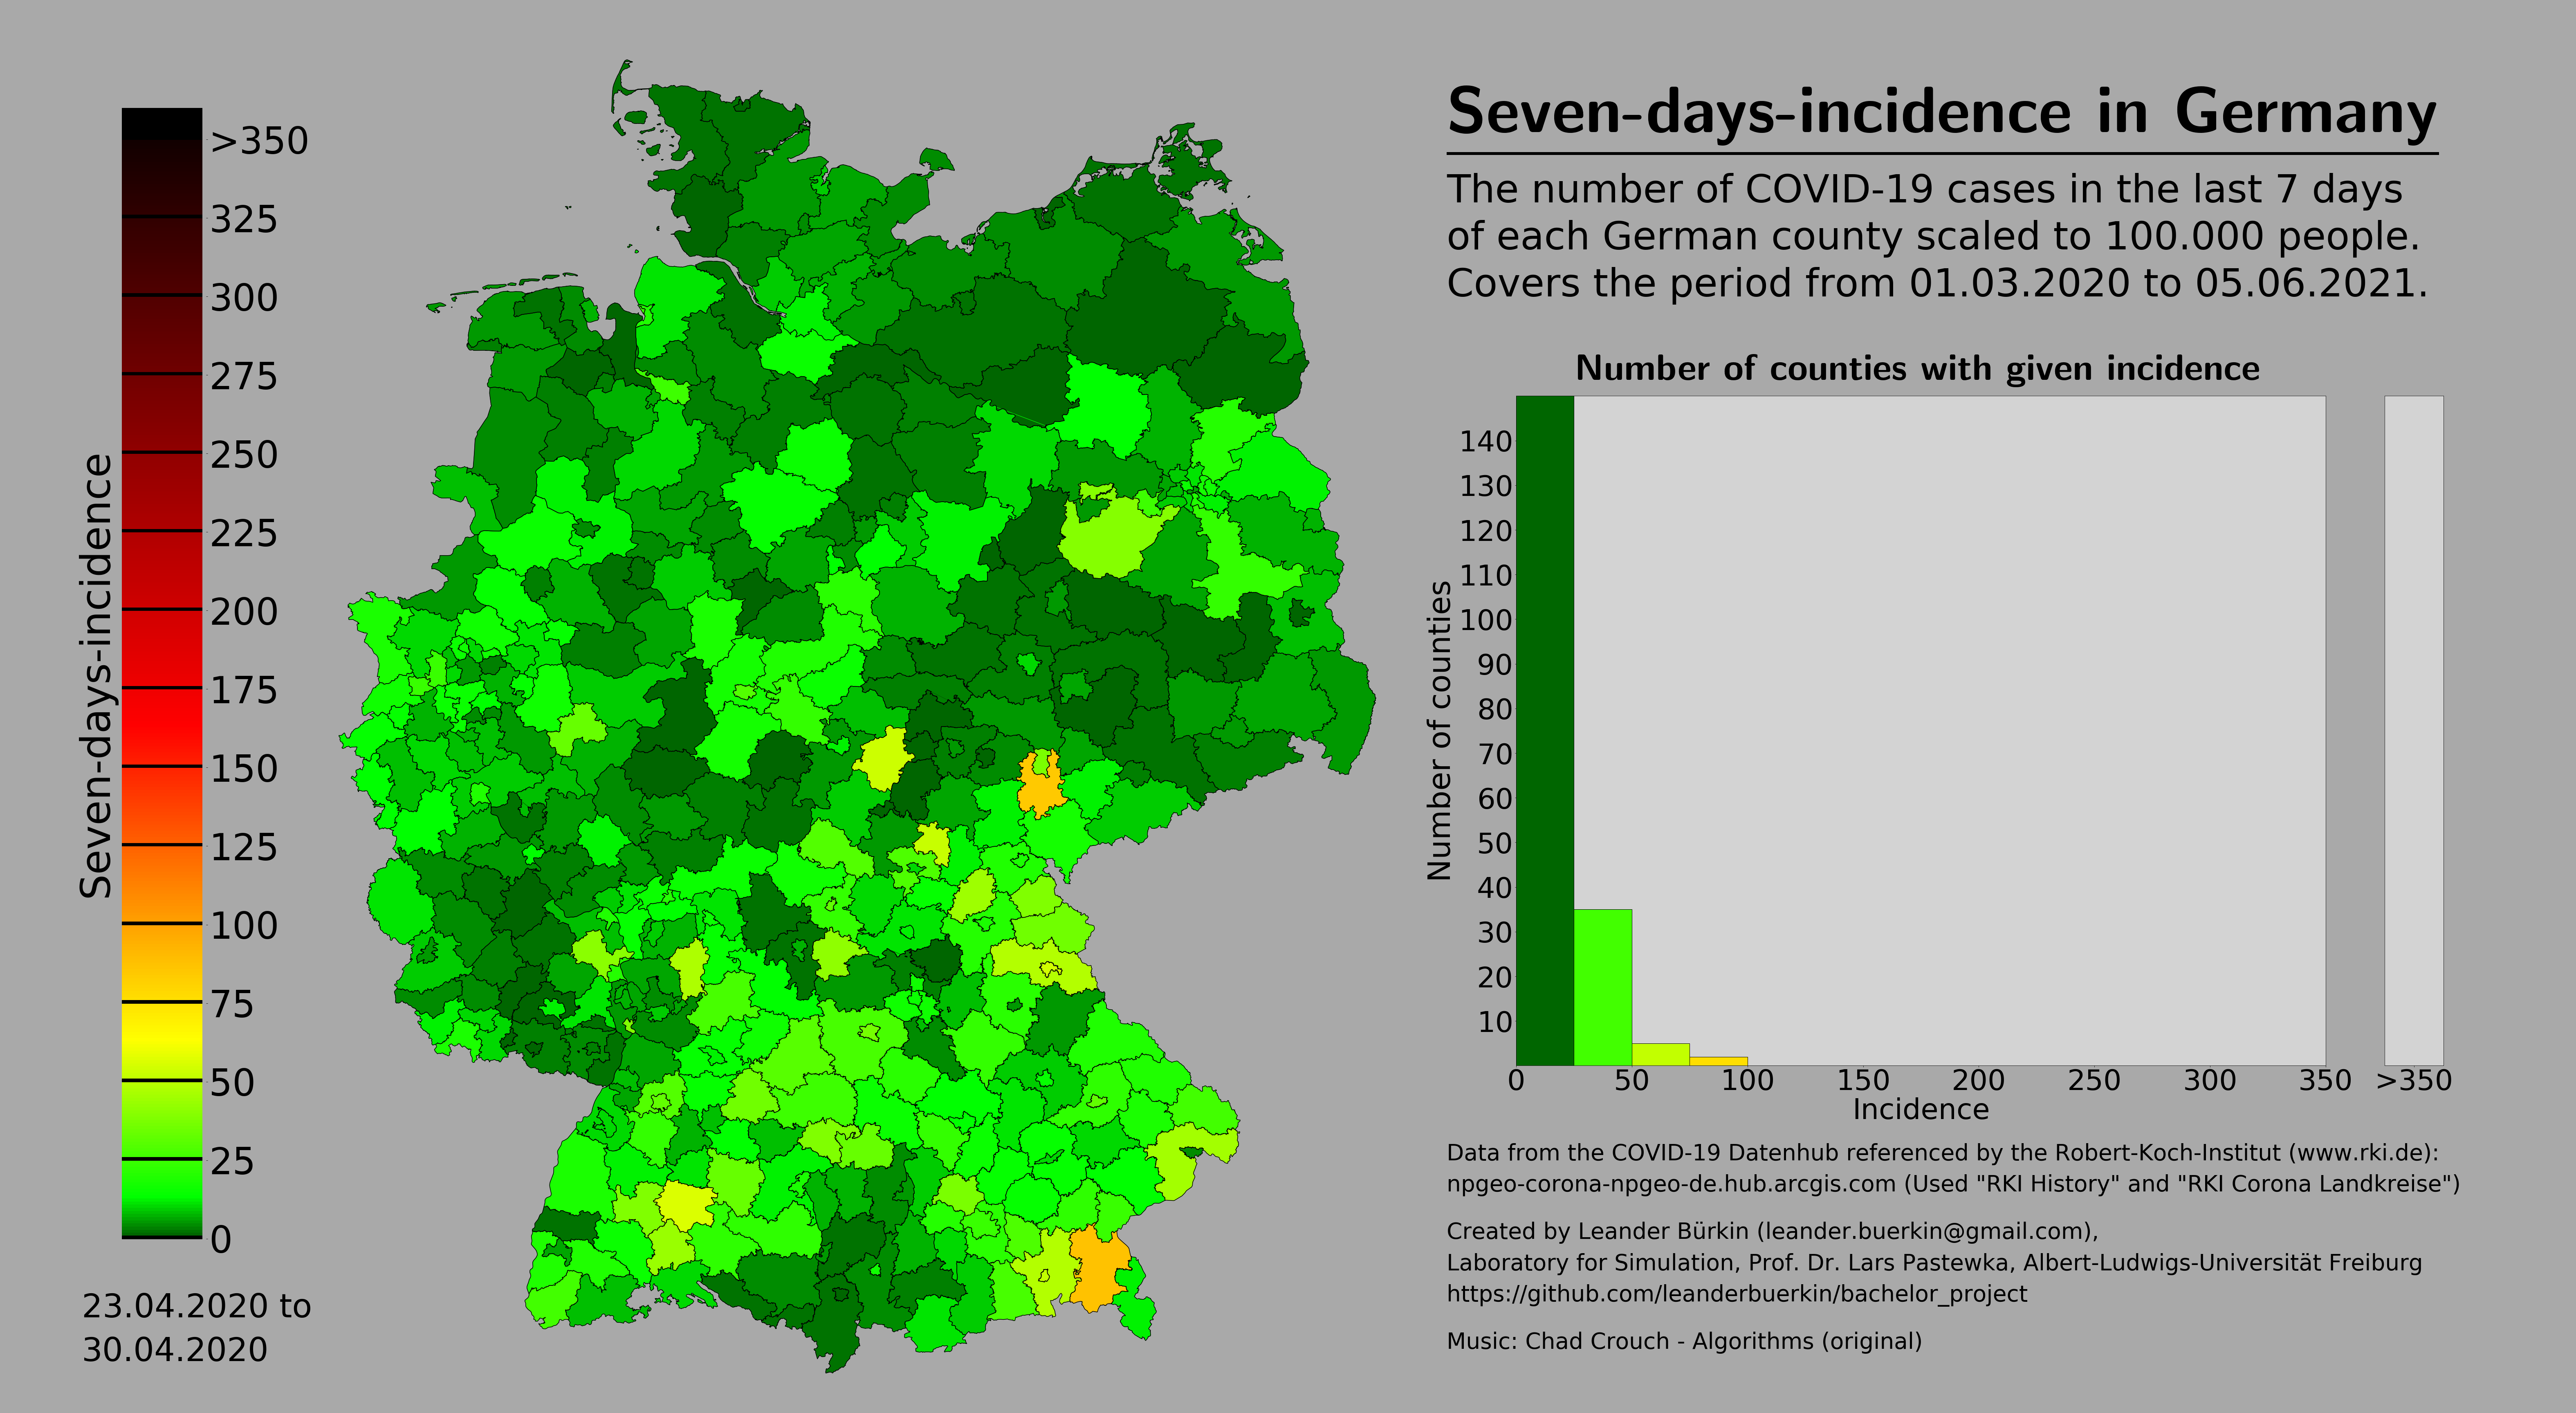 Seven-days-incidence in Germany
The number of COVID-19 cases in the last 7 days
of each German county scaled to 100.000 people.
Covers the period from 01.03.2020 to 05.06.2021.
Seven-days-incidence
>350
325
300
275
250
225
200
175
150
125
100
75
50
25
0
23.04.2020 to
30.04.2020
Number of counties with given incidence
Number of counties
140
130
120
110
100
90
80
70
60
50
40
30
20
10
0 50 100 150 200 250 300 350 >350
Incidence
Data from the COVID-19 Datenhub referenced by the Robert-Koch-Institut (www.rki.de):
npgeo-corona-npgeo-de.hub.arcgis.com (Used "RKI History" and "RKI Corona Landkreise")
Created by Leander Bürkin (leander.buerkin@gmail.com),
Laboratory for Simulation, Prof. Dr. Lars Pastewka, Albert-Ludwigs-Universität Freiburg
https://github.com/leanderbuerkin/bachelor_project
Music: Chad Crouch - Algorithms (original)